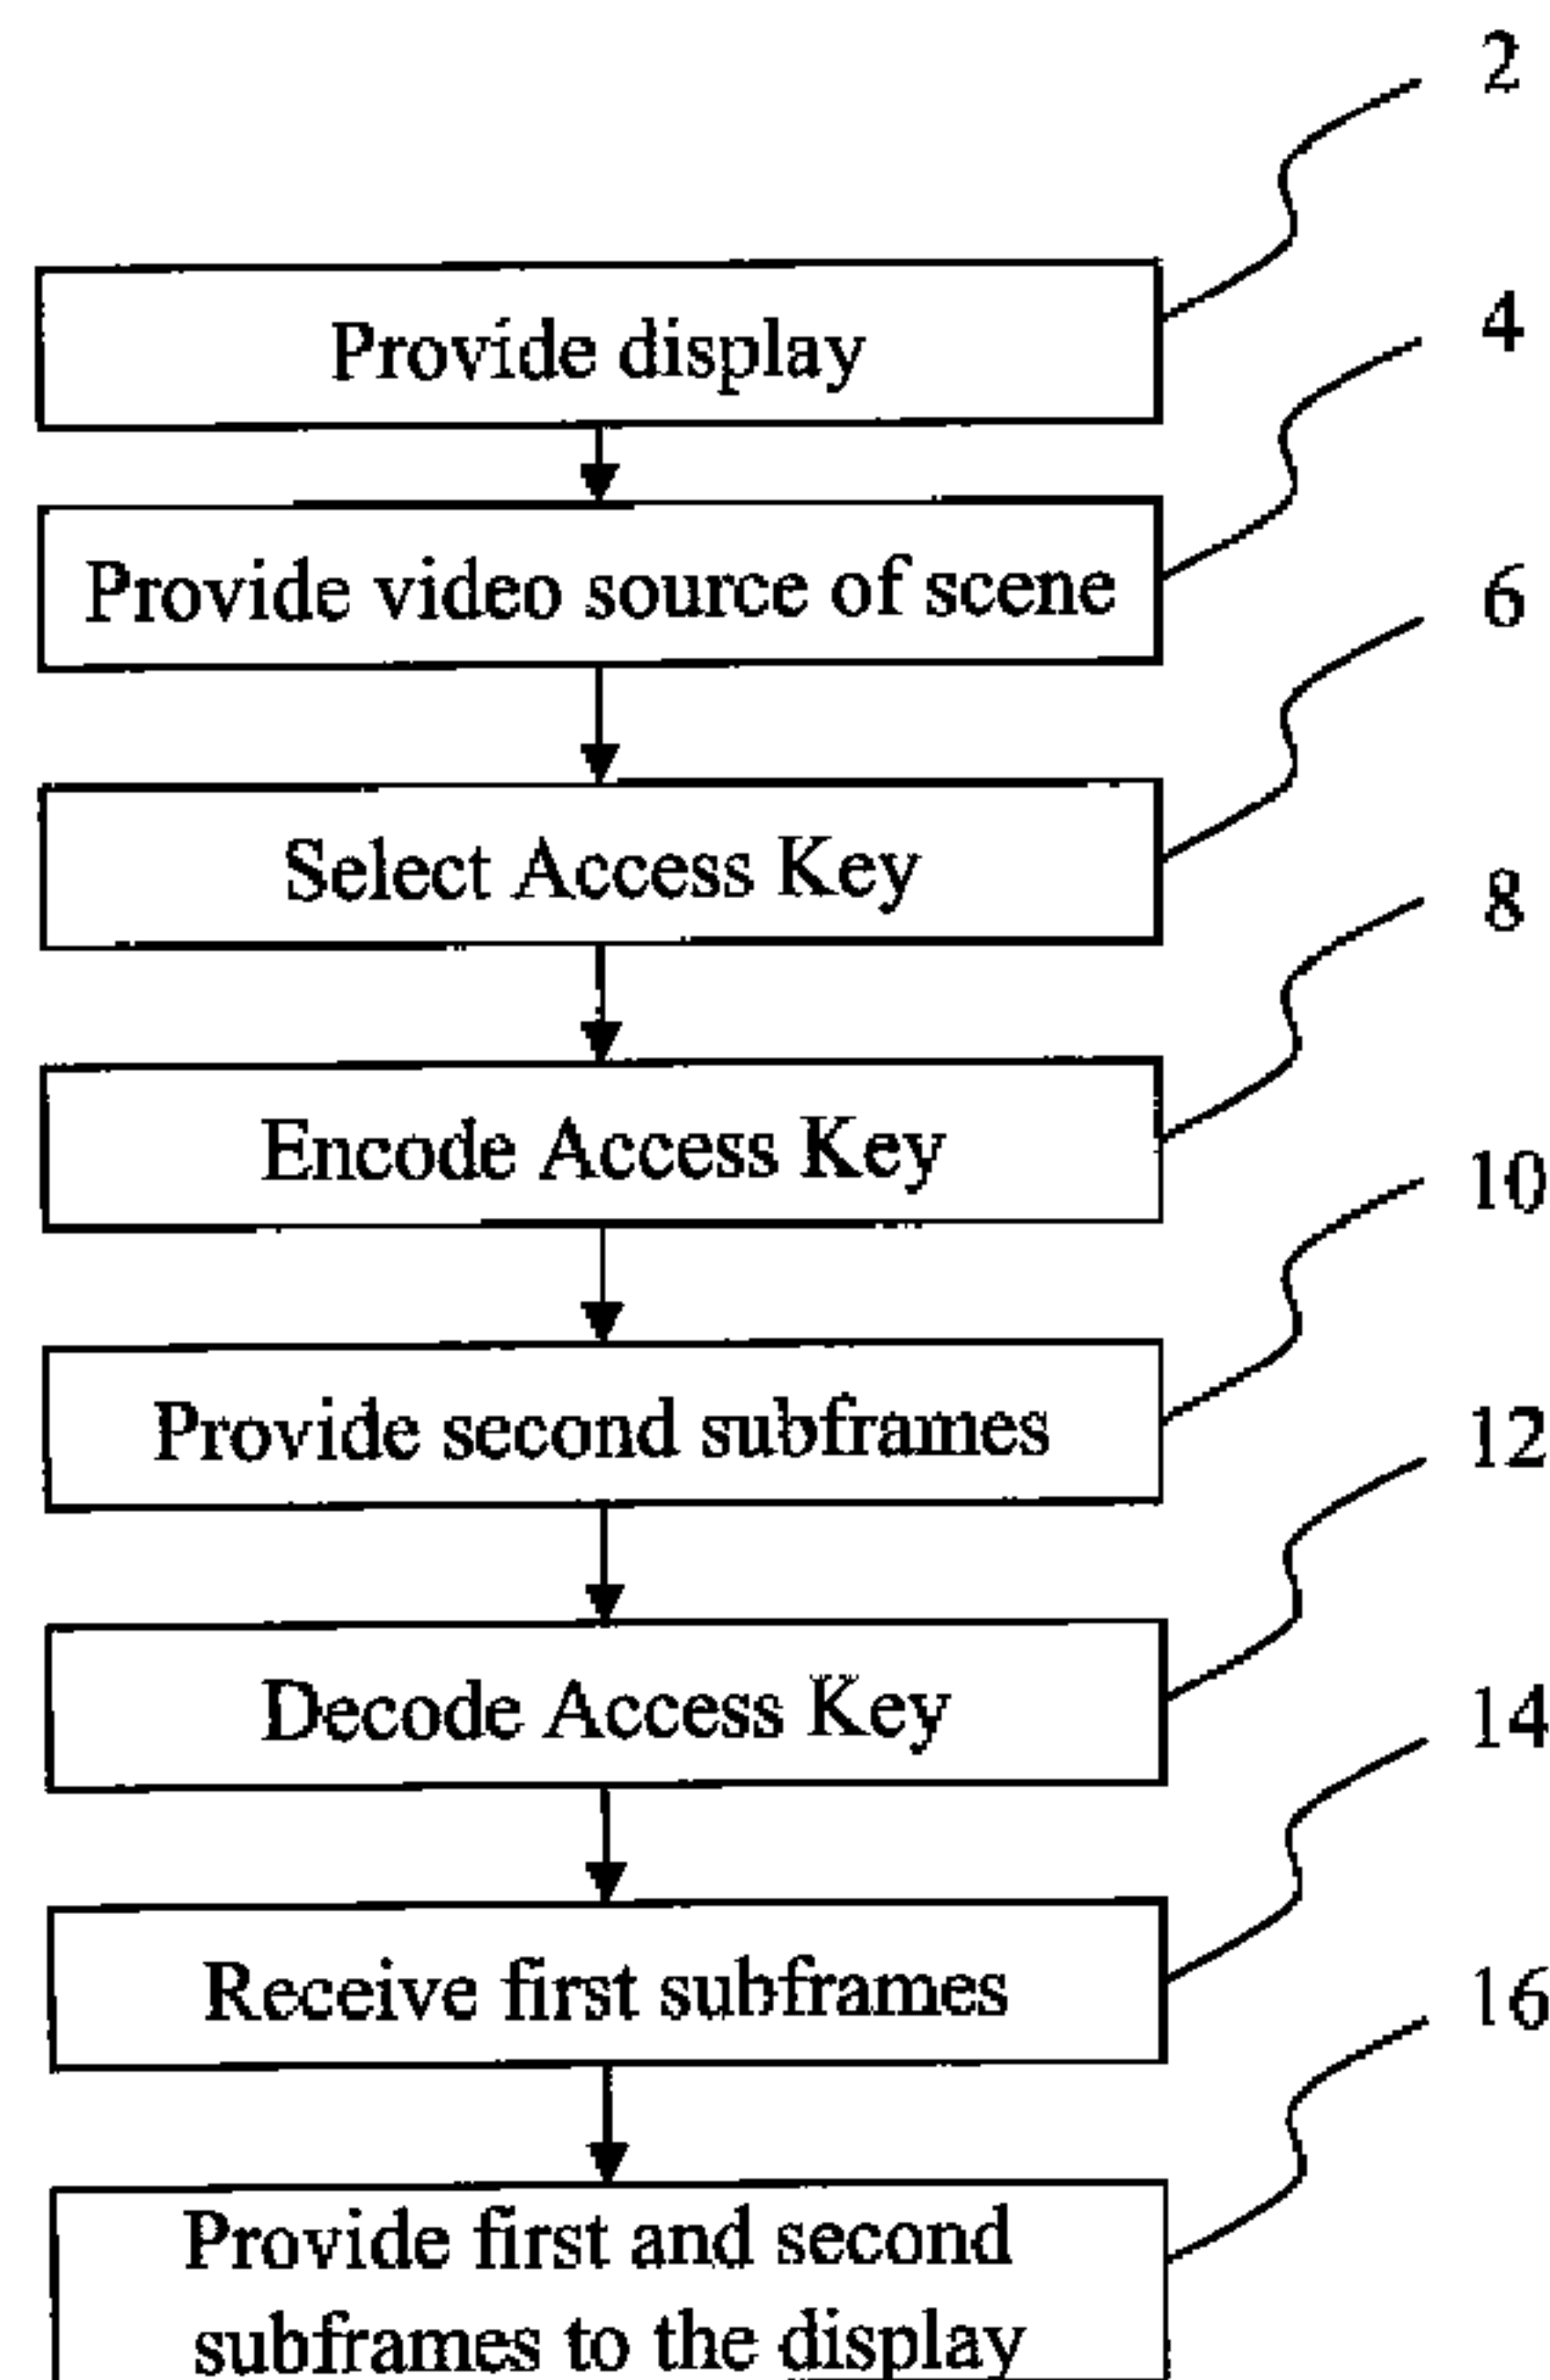 2
Provide display
4
Provide video source of scene
6
Select Access Key
8
Encode Access Key
10
Provide second subframes
12
Decode Access Key
14
Receive first subframes
16
Provide first and second
subframes to the display